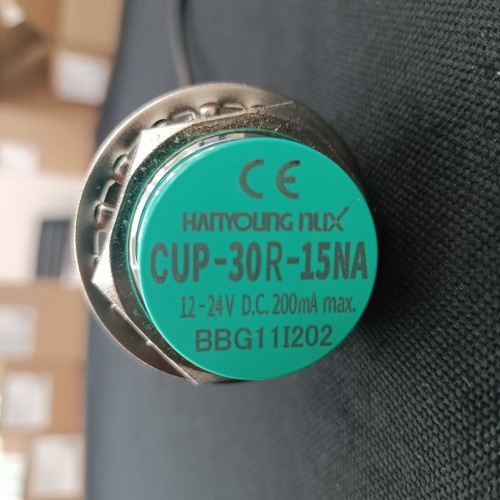 CE
HANYOUNG NUX
CUP-30R-15NA
12-24V D.C. 200mA max.
BBG11I202